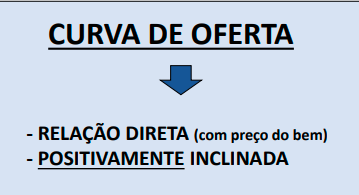 CURVA DE OFERTA
- RELAÇÃO DIRETA (com preço do bem)
- POSITIVAMENTE INCLINADA